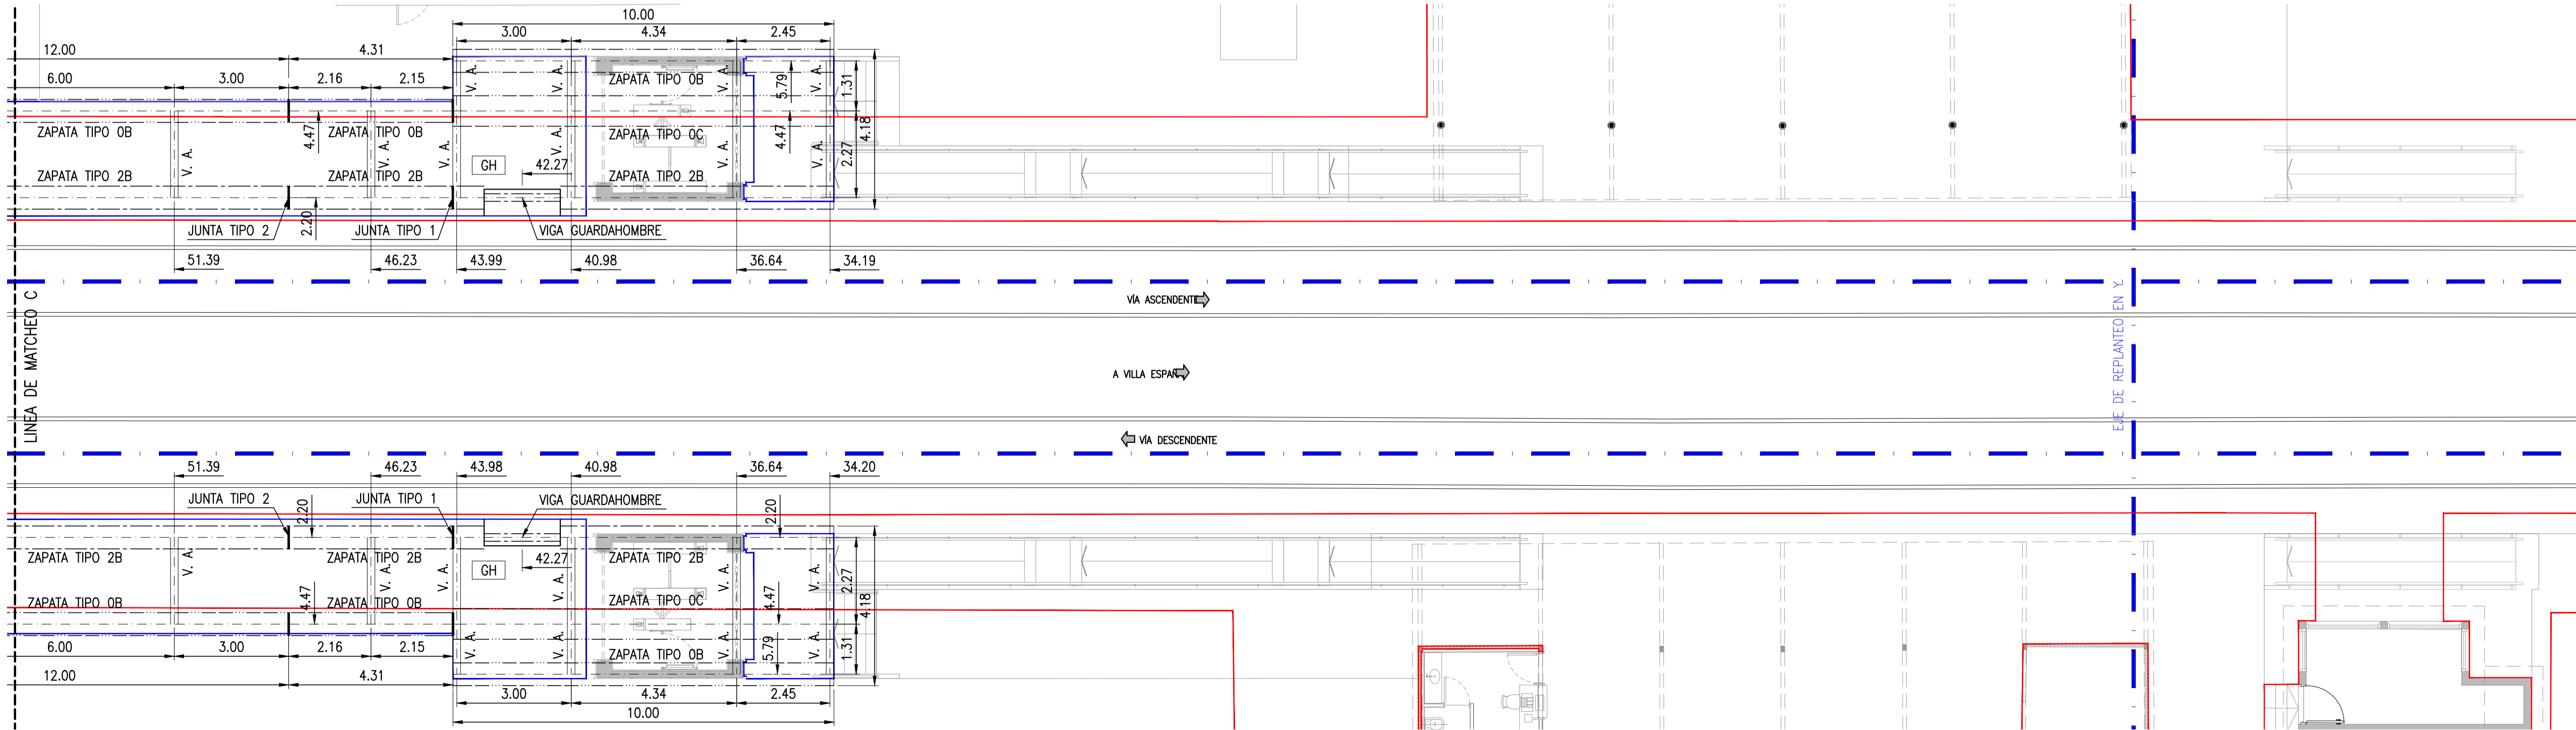 10.00
3.00 4.34 2.45
12.00 4.31
6.00 3.00 2.16 2.15
V. A. V. A. V. A. V. A.
ZAPATA TIPO 0B
5.79 1.31
ZAPATA TIPO 0B 4.47 ZAPATA TIPO 0B
V. A. V. A. V. A. V. A.
ZAPATA TIPO 0C
4.47 4.18
V. A. V. A. 2.27
GH 42.27
ZAPATA TIPO 2B ZAPATA TIPO 2B ZAPATA TIPO 2B
2.20
JUNTA TIPO 2 JUNTA TIPO 1 VIGA GUARDAHOMBRE
51.39 46.23 43.99 40.98 36.64 34.19
LINEA DE MATCHEO C
VÍA ASCENDENTE
EJE DE REPLANTEO EN Y.
A VILLA ESPAÑA
VÍA DESCENDENTE
51.39 46.23 43.98 40.98 36.64 34.20
JUNTA TIPO 2 JUNTA TIPO 1 VIGA GUARDAHOMBRE
2.20 2.20
ZAPATA TIPO 2B ZAPATA TIPO 2B ZAPATA TIPO 2B
V. A. V. A. V. A. V. A. V. A. V. A.
GH 42.27
2.27
ZAPATA TIPO 0B 4.47 ZAPATA TIPO 0B ZAPATA TIPO 0C 4.47 4.18
V. A. V. A. V. A. V. A.
6.00 3.00 2.16 2.15 ZAPATA TIPO 0B 5.79 1.31
12.00 4.31
3.00 4.34 2.45
10.00